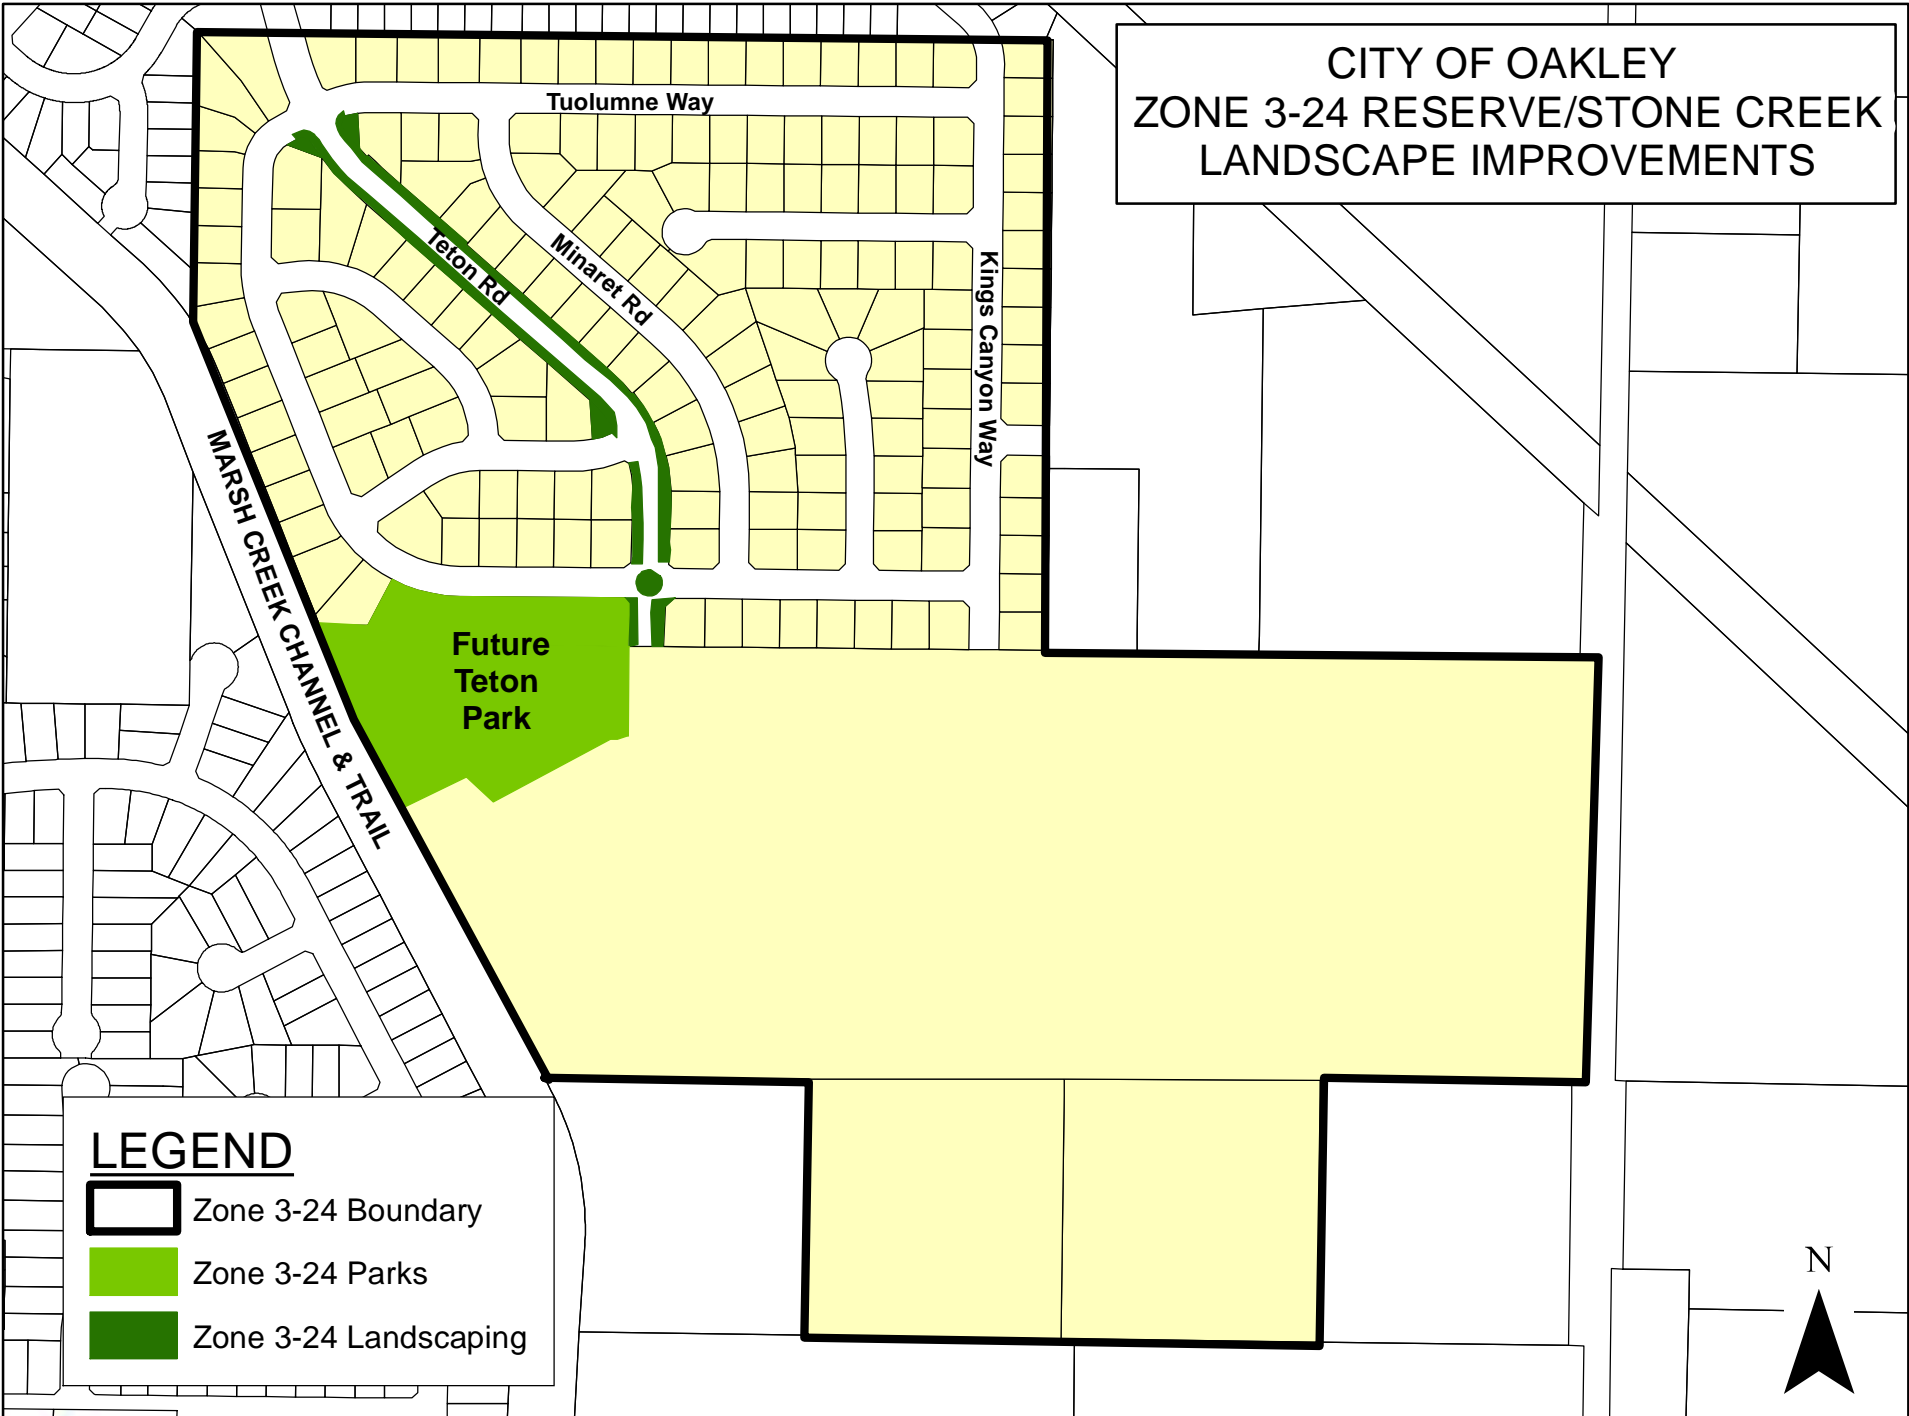 CITY OF OAKLEY
ZONE 3-24 RESERVE/STONE CREEK
LANDSCAPE IMPROVEMENTS
Tuolumne Way
Teton Rd
Minaret Rd
Kings Canyon Way
MARSH CREEK CHANNEL & TRAIL
Future
Teton
Park
LEGEND
Zone 3-24 Boundary
Zone 3-24 Parks
Zone 3-24 Landscaping
N